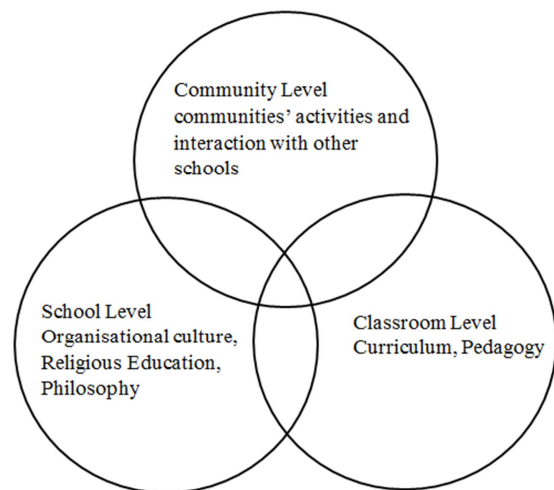 Community Level
communities’ activities and
interaction with other
schools
School Level
Organisational culture,
Religious Education,
Philosophy
Classroom Level
Curriculum, Pedagogy